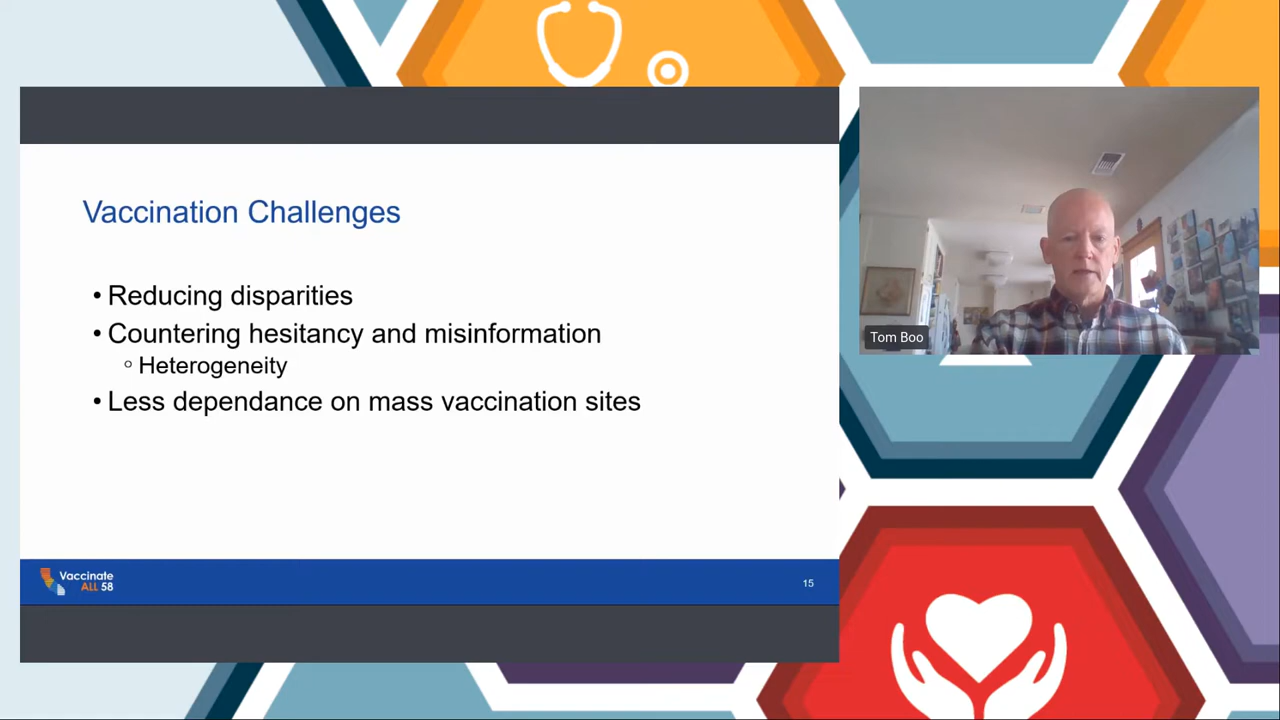 Vaccination Challenges
• Reducing disparities
• Countering hesitancy and misinformation
◦ Heterogeneity
• Less dependance on mass vaccination sites
Vaccinate
ALL 58
15
Tom Boo